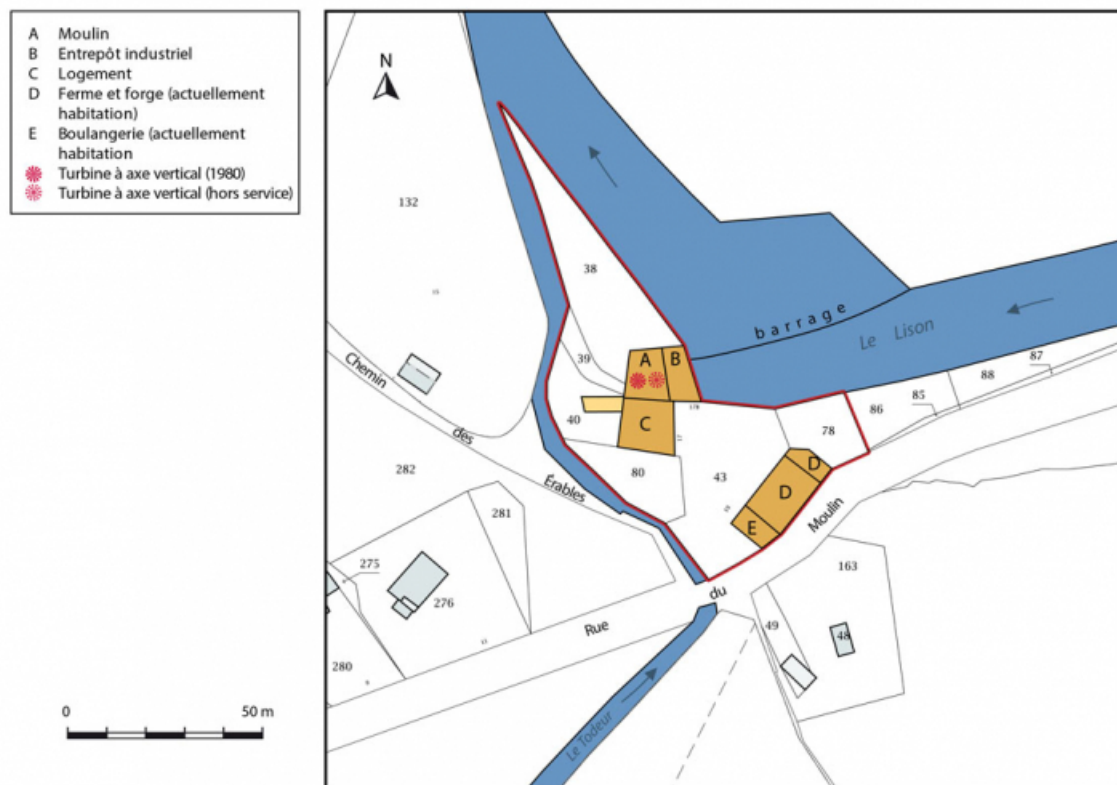 A Moulin
B Entrepôt industriel
C Logement
D Ferme et forge (actuellement
habitation)
E Boulangerie (actuellement
habitation
Turbine à axe vertical (1980)
Turbine à axe vertical (hors service)
0 50 m
N
132
38
barrage
Le Lison
A B
39
87
88
85
86
40
C
78
178
17
Chemin
des
Érables
282
80
43
D
D
E
Moulin
281
275
276
163
du
Rue
49
48
280
Le Todeur